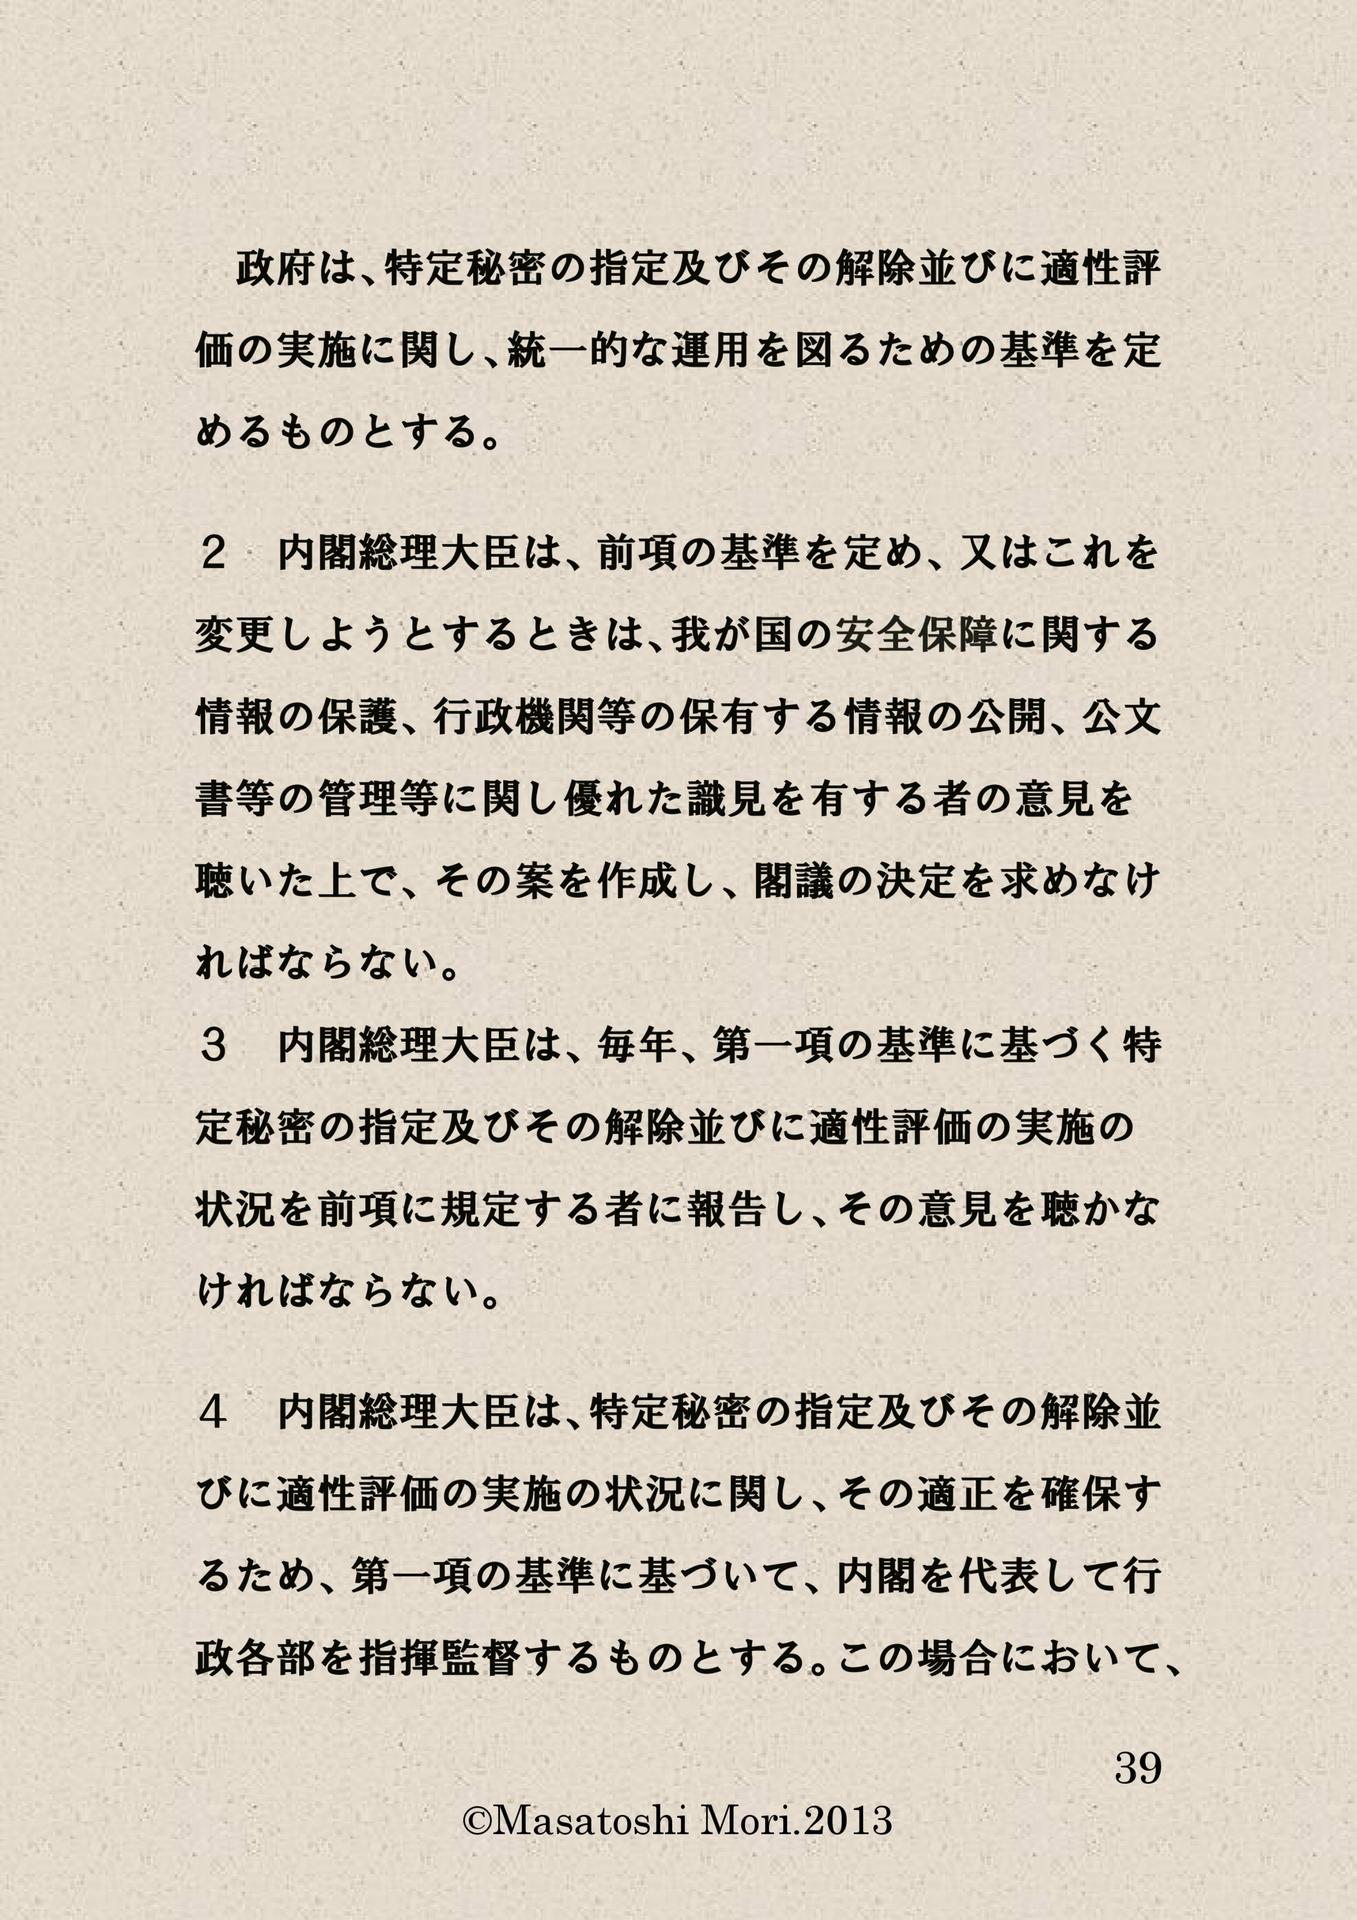 政府は、特定秘密の指定及びその解除並びに適性評
価の実施に関し、統一的な運用を図るための基準を定
めるものとする。
２　内閣総理大臣は、前項の基準を定め、又はこれを
変更しようとするときは、我が国の安全保障に関する
情報の保護、行政機関等の保有する情報の公開、公文
書等の管理等に関し優れた識見を有する者の意見を
聴いた上で、その案を作成し、閣議の決定を求めなけ
ればならない。
３　内閣総理大臣は、毎年、第一項の基準に基づく特
定秘密の指定及びその解除並びに適性評価の実施の
状況を前項に規定する者に報告し、その意見を聴かな
ければならない。
４　内閣総理大臣は、特定秘密の指定及びその解除並
びに適性評価の実施の状況に関し、その適正を確保す
るため、第一項の基準に基づいて、内閣を代表して行
政各部を指揮監督するものとする。この場合において、
39
©Masatoshi Mori.2013